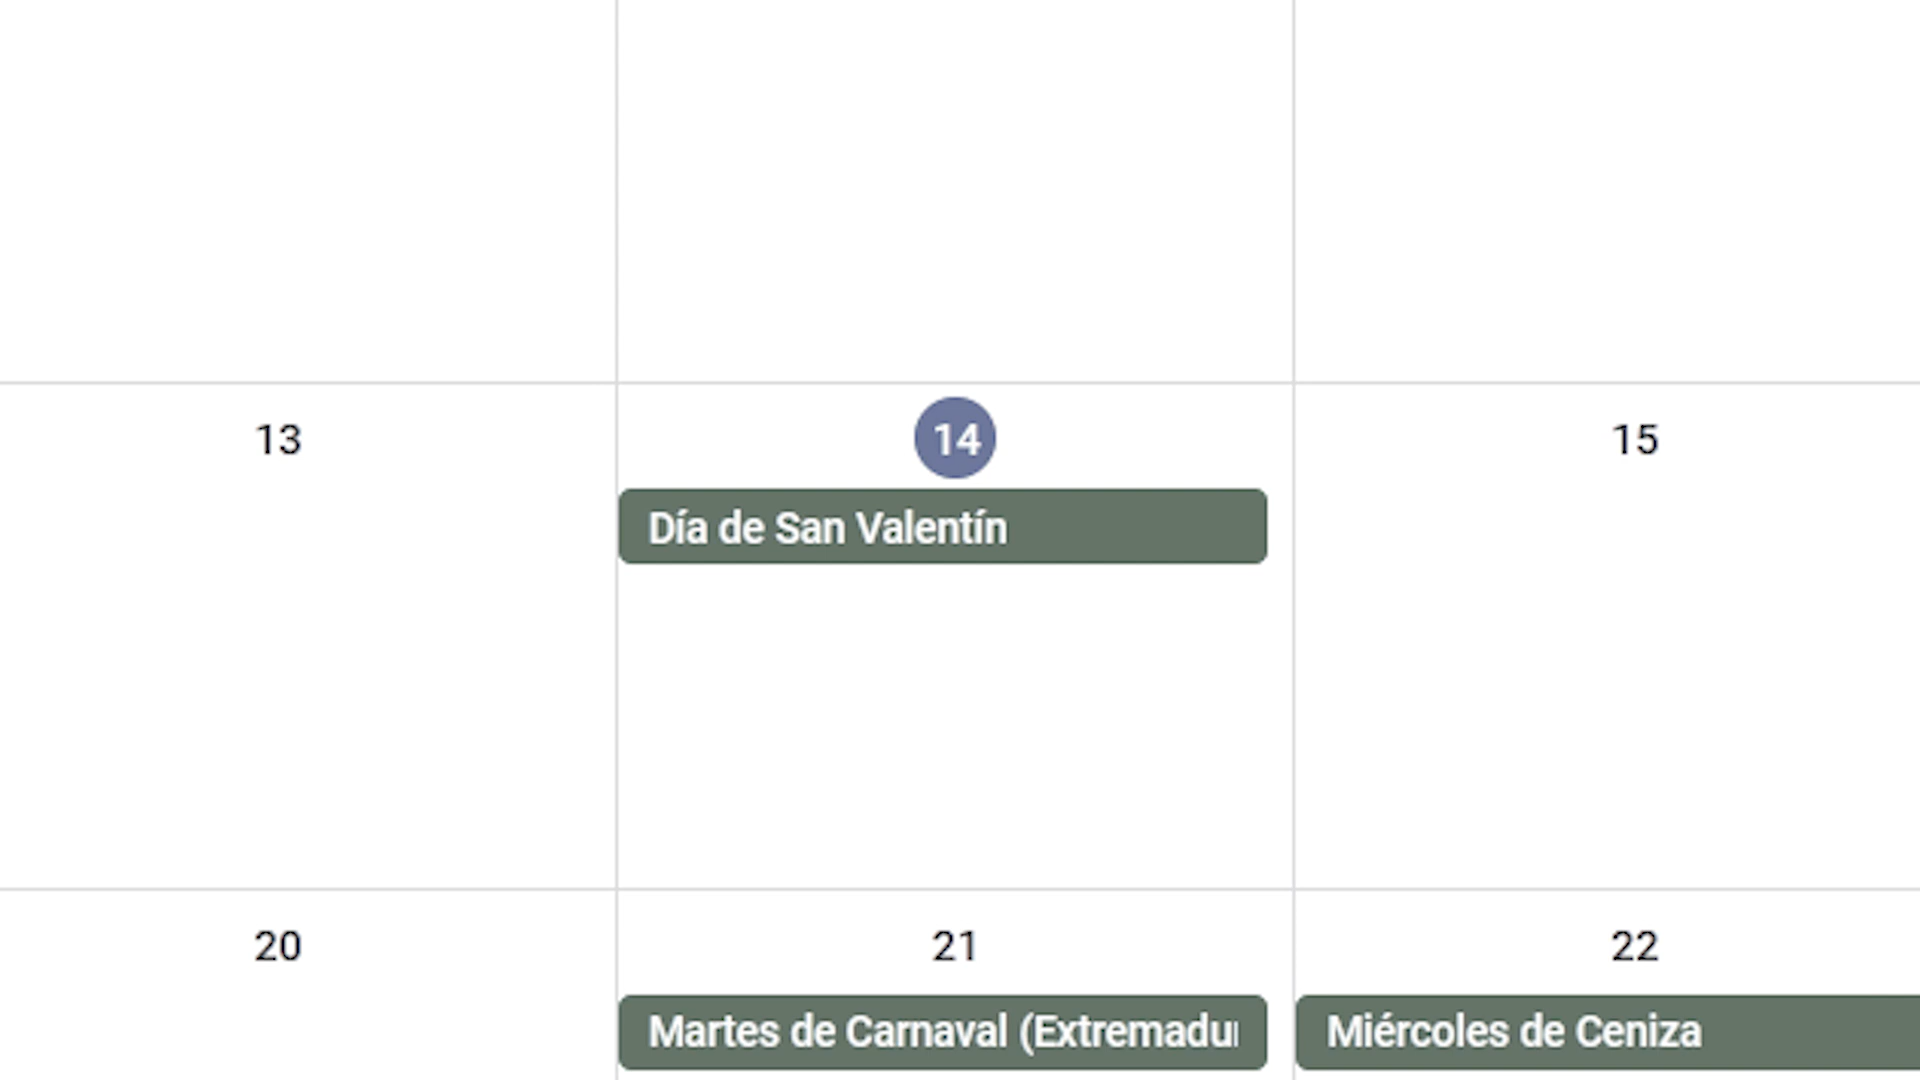 13
14
15
Día de San Valentín
20
21
22
Martes de Carnaval (Extremadu
Miércoles de Ceniza